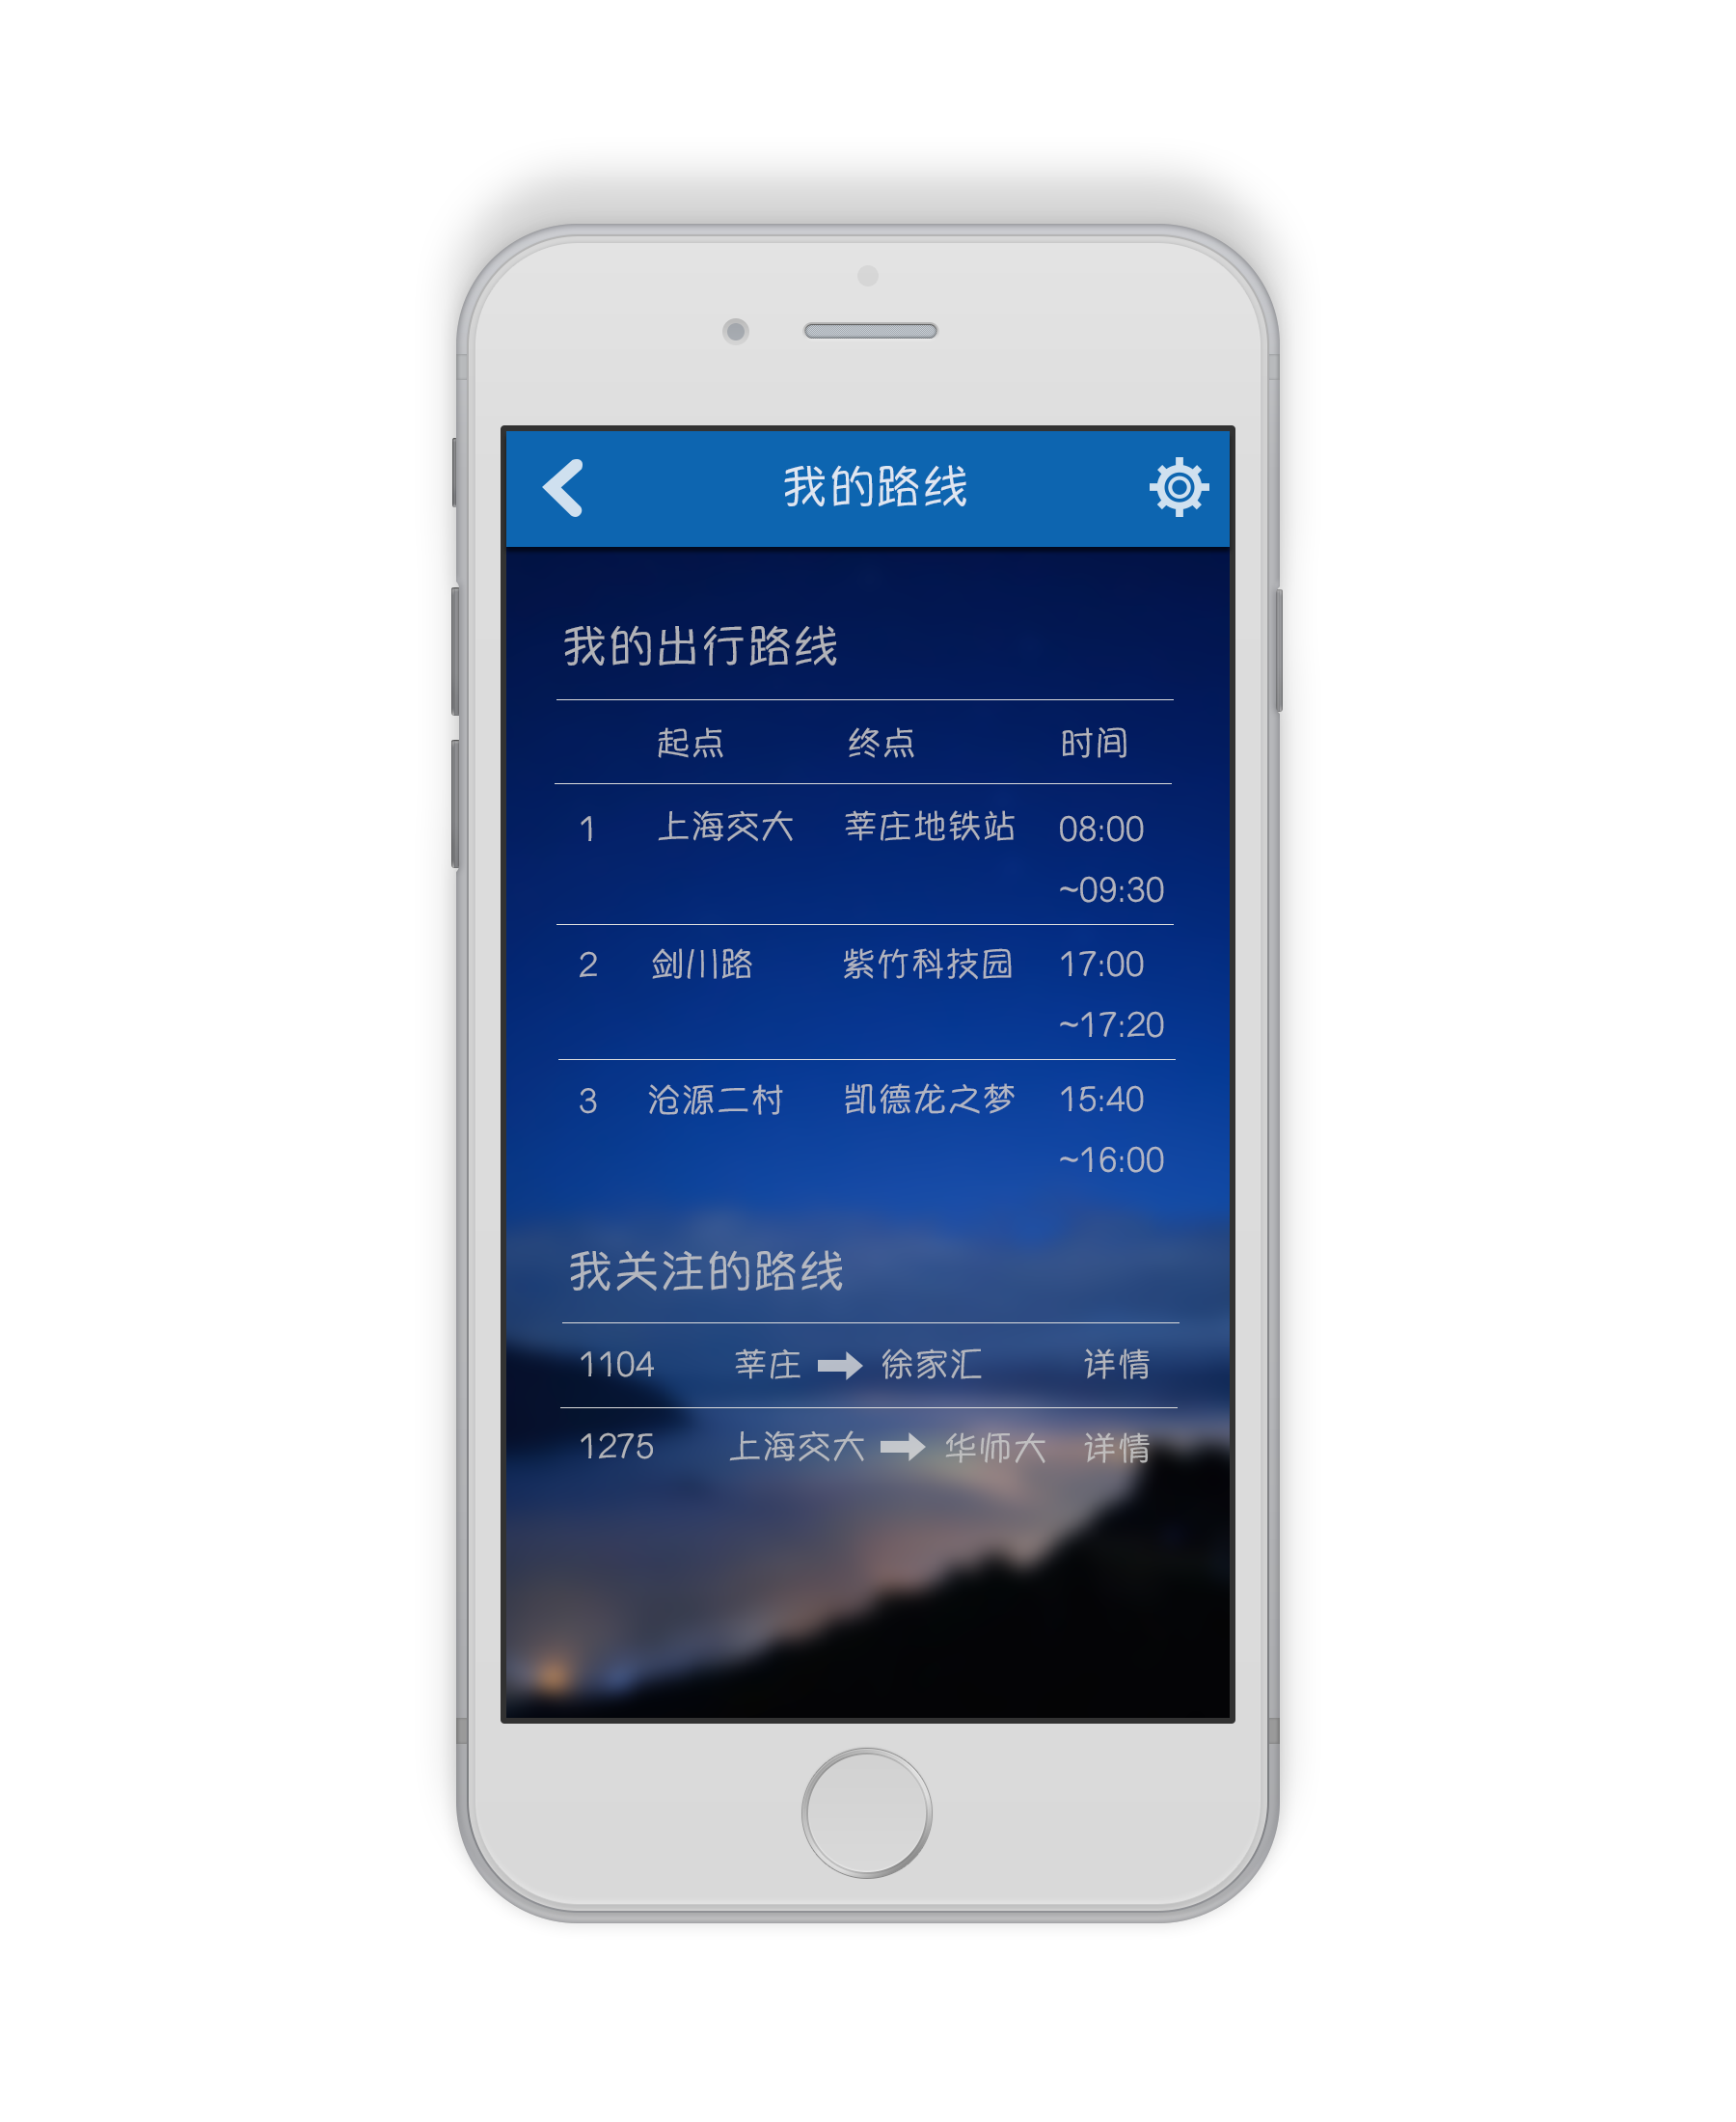 我的路线
我的出行路线
起点 终点 时间
1 上海交大 莘庄地铁站 08:00
~09:30
2 剑川路 紫竹科技园 17:00
~17:20
3 沧源二村 凯德龙之梦 15:40
~16:00
我关注的路线
1104 莘庄 徐家汇 详情
1275 上海交大 华师大 详情